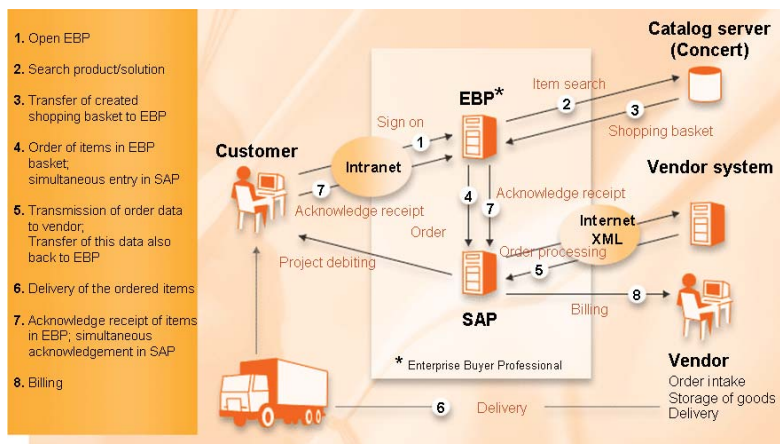 1. Open EBP
2. Search product/solution
3. Transfer of created
shopping basket to EBP
4. Order of items in EBP
basket;
simultaneous entry in SAP
5. Transmission of order data
to vendor;
Transfer of this data also
back to EBP
6. Delivery of the ordered items
7. Acknowledge receipt of items
in EBP; simultaneous
acknowledgement in SAP
8. Billing
Catalog server
(Concert)
EBP*
Item search
2
3
Shopping basket
Sign on
1
Customer
Intranet
7
Acknowledge receipt
Vendor system
Acknowledge receipt
4
7
Order
Internet
XML
Order processing
5
Project debiting
SAP
8
Billing
* Enterprise Buyer Professional
Vendor
Order intake
Storage of goods
Delivery
6
Delivery